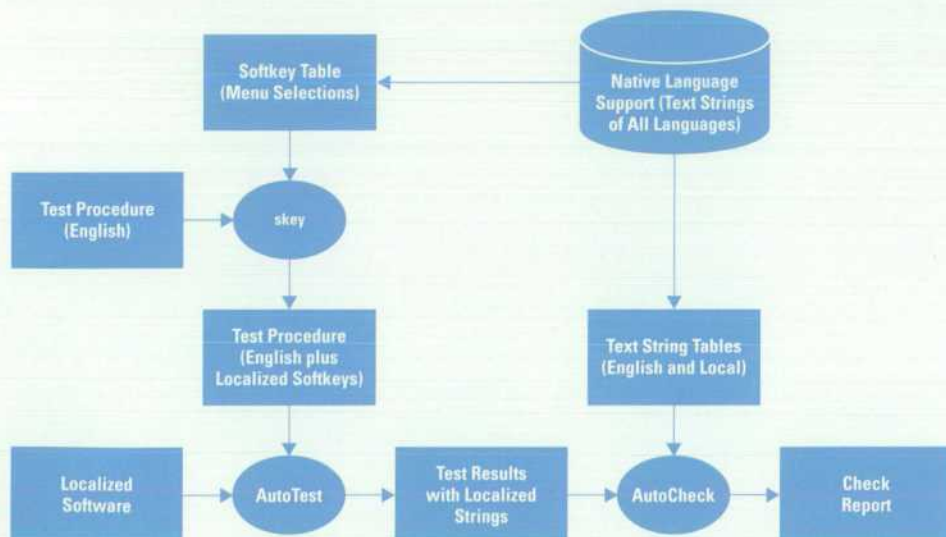 Softkey Table
(Menu Selections)
Native Language
Support (Text Strings
of All Languages)
Test Procedure
(English)
skey
Test Procedure
(English plus
Localized Softkeys)
Text String Tables
(English and Local)
Localized
Software
AutoTest
Test Results
with Localized
Strings
AutoCheck
Check
Report